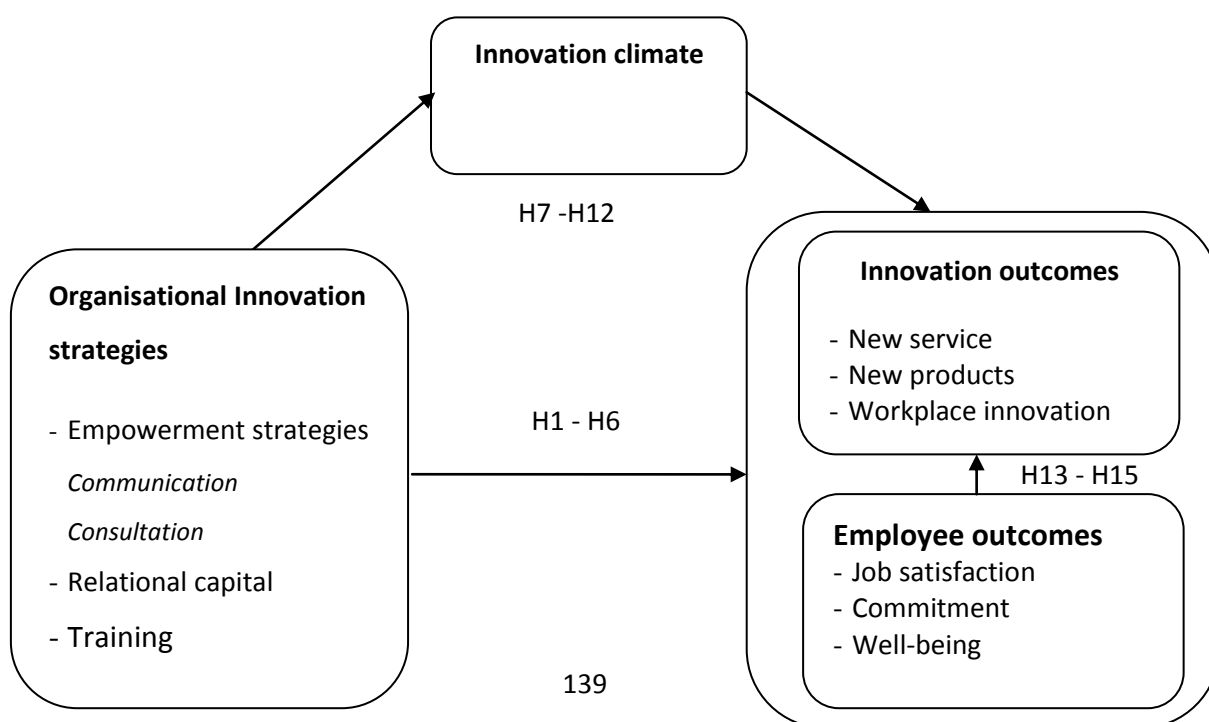 Innovation climate
H7 -H12
Organisational Innovation
strategies
- Empowerment strategies
Communication
Consultation
- Relational capital
- Training
H1 - H6
Innovation outcomes
- New service
- New products
- Workplace innovation
H13 - H15
Employee outcomes
- Job satisfaction
- Commitment
- Well-being
139